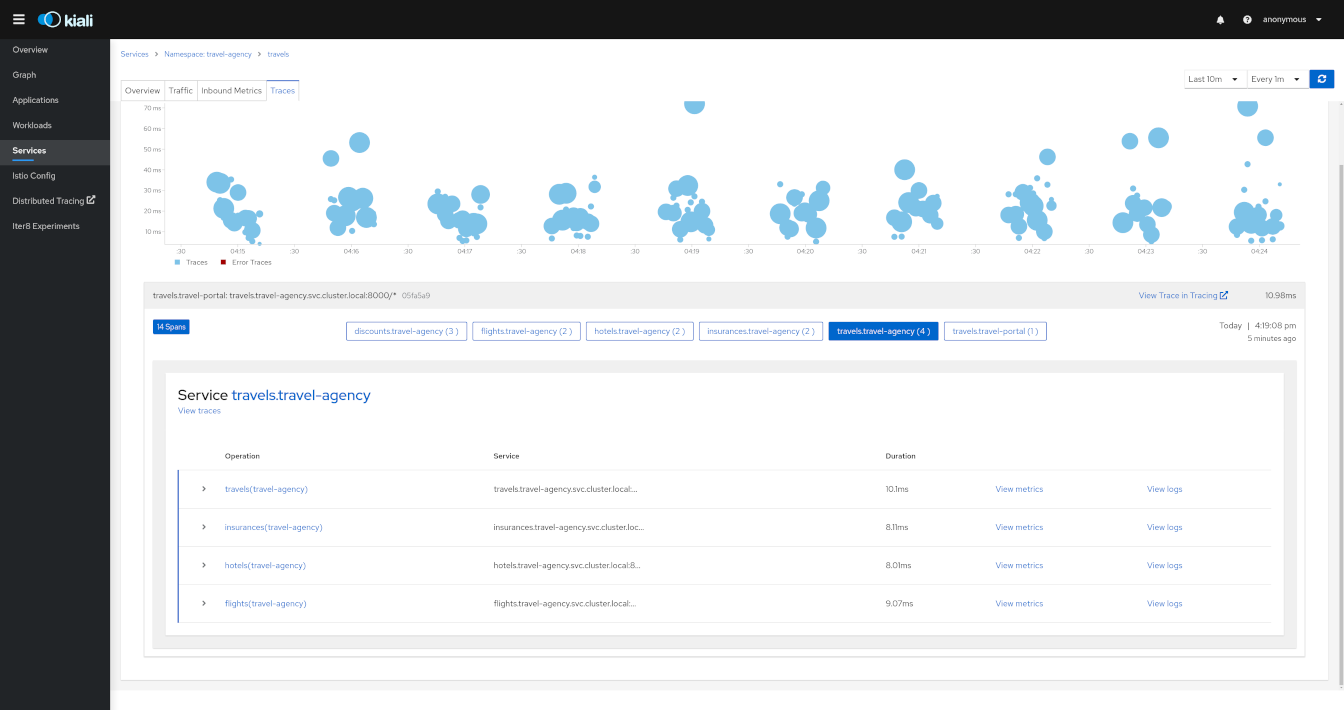 kiali
anonymous
Overview
Graph
Applications
Workloads
Services
Istio Config
Distributed Tracing
Iter8 Experiments
Services > Namespace: travel-agency > travels
Overview Traffic Inbound Metrics Traces
Last 10m Every 1m
70 ms
60 ms
50 ms
40 ms
30 ms
20 ms
10 ms
:30 04:15 :30 04:16 :30 04:17 :30 04:18 :30 04:19 :30 04:20 :30 04:21 :30 04:22 :30 04:23 :30 04:24
Traces Error Traces
travels.travel-portal: travels.travel-agency.svc.cluster.local:8000/* 05fa5a9 View Trace in Tracing 10.98ms
14 Spans discounts.travel-agency (3 ) flights.travel-agency (2 ) hotels.travel-agency (2 ) insurances.travel-agency (2 ) travels.travel-agency (4 ) travels.travel-portal (1 ) Today | 4:19:08 pm
5 minutes ago
Service travels.travel-agency
View traces
Operation Service Duration
travels(travel-agency) travels.travel-agency.svc.cluster.local:... 10.1ms View metrics View logs
insurances(travel-agency) insurances.travel-agency.svc.cluster.loc... 8.11ms View metrics View logs
hotels(travel-agency) hotels.travel-agency.svc.cluster.local:8... 8.01ms View metrics View logs
flights(travel-agency) flights.travel-agency.svc.cluster.local:... 9.07ms View metrics View logs